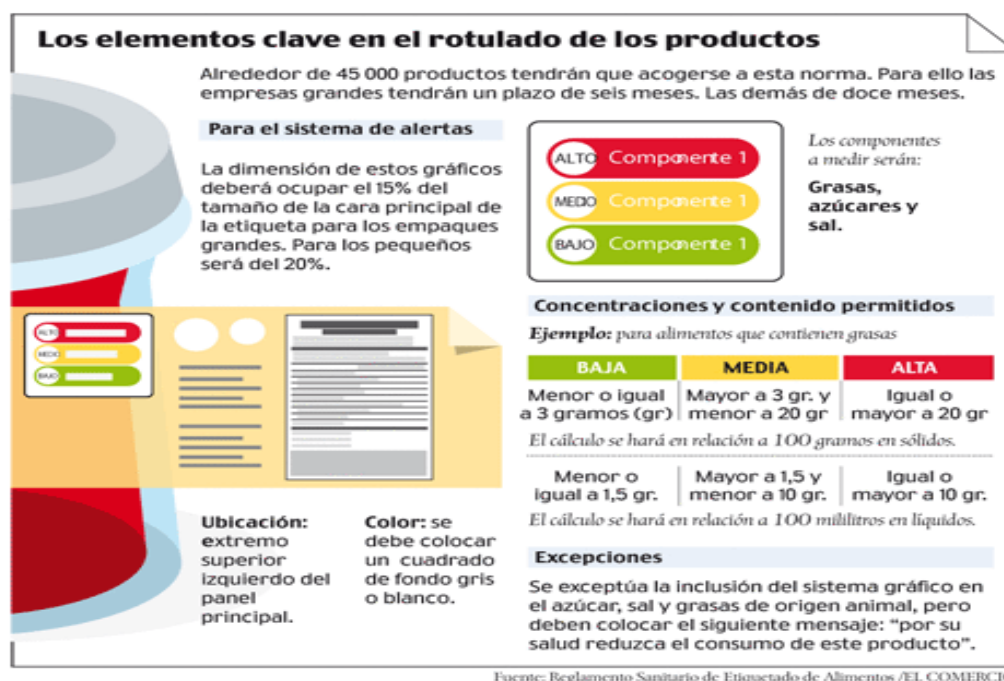 Los elementos clave en el rotulado de los productos
Alrededor de 45 000 productos tendrán que acogerse a esta norma. Para ello las
empresas grandes tendrán un plazo de seis meses. Las demás de doce meses.
Para el sistema de alertas
La dimensión de estos gráficos
deberá ocupar el 15% del
tamaño de la cara principal de
la etiqueta para los empaques
grandes. Para los pequeños
será del 20%.
ALTO Componente 1
MEDIO Componente 1
BAJO Componente 1
Los componentes
a medir serán:
Grasas,
azúcares y
sal.
ALTO
MEDIO
BAJO
Ubicación:
extremo
superior
izquierdo del
panel
principal.
Color: se
debe colocar
un cuadrado
de fondo gris
o blanco.
Concentraciones y contenido permitidos
Ejemplo: para alimentos que contienen grasas
BAJA MEDIA ALTA
Menor o igual Mayor a 3 gr. y Igual o
a 3 gramos (gr) menor a 20 gr mayor a 20 gr
El cálculo se hará en relación a 100 gramos en sólidos.
Menor o Mayor a 1,5 y Igual o
igual a 1,5 gr. menor a 10 gr. mayor a 10 gr.
El cálculo se hará en relación a 100 mililitros en líquidos.
Excepciones
Se exceptúa la inclusión del sistema gráfico en
el azúcar, sal y grasas de origen animal, pero
deben colocar el siguiente mensaje: “por su
salud reduzca el consumo de este producto”.
Fuente: Reglamento Sanitario de Etiquetado de Alimentos /EL COMERCIO